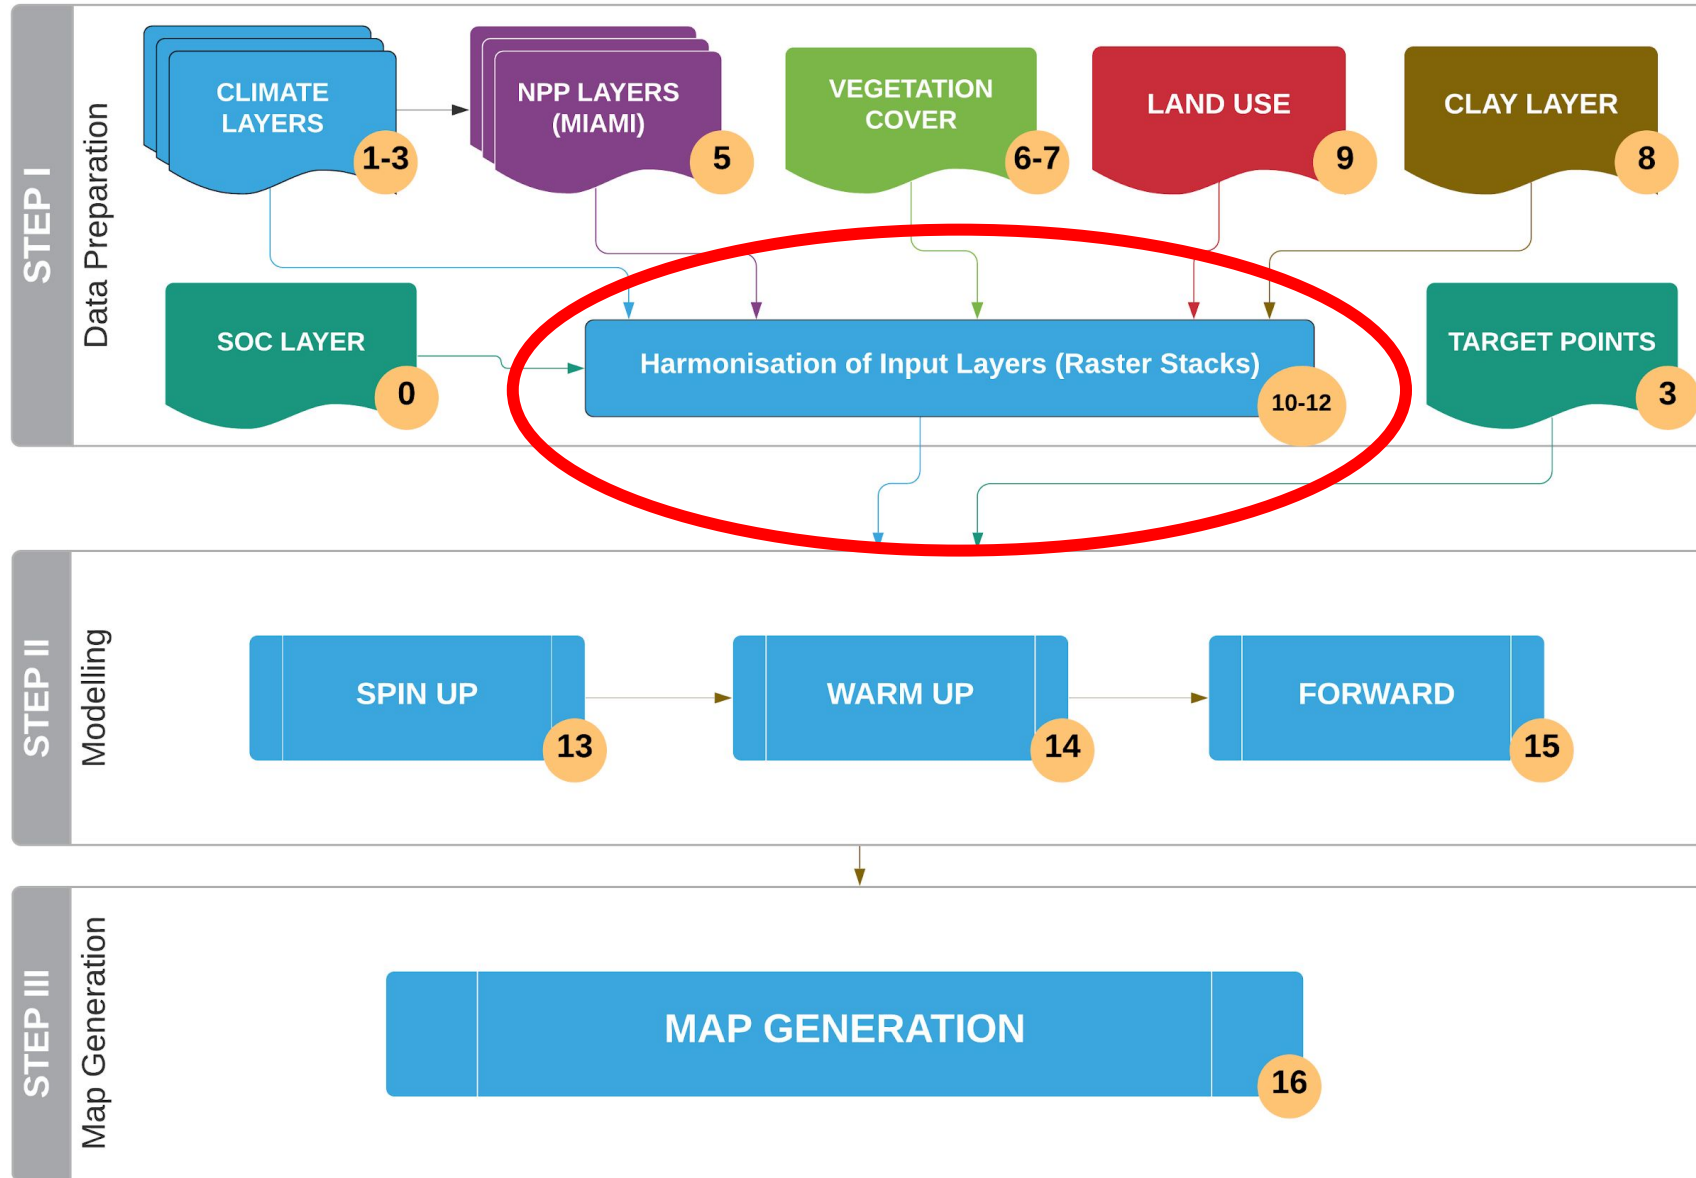 STEP I
Data Preparation
CLIMATE
LAYERS
1-3
NPP LAYERS
(MIAMI)
5
VEGETATION
COVER
6-7
LAND USE
9
CLAY LAYER
8
SOC LAYER
0
Harmonisation of Input Layers (Raster Stacks)
10-12
TARGET POINTS
3
STEP II
Modelling
SPIN UP
13
WARM UP
14
FORWARD
15
STEP III
Map Generation
MAP GENERATION
16